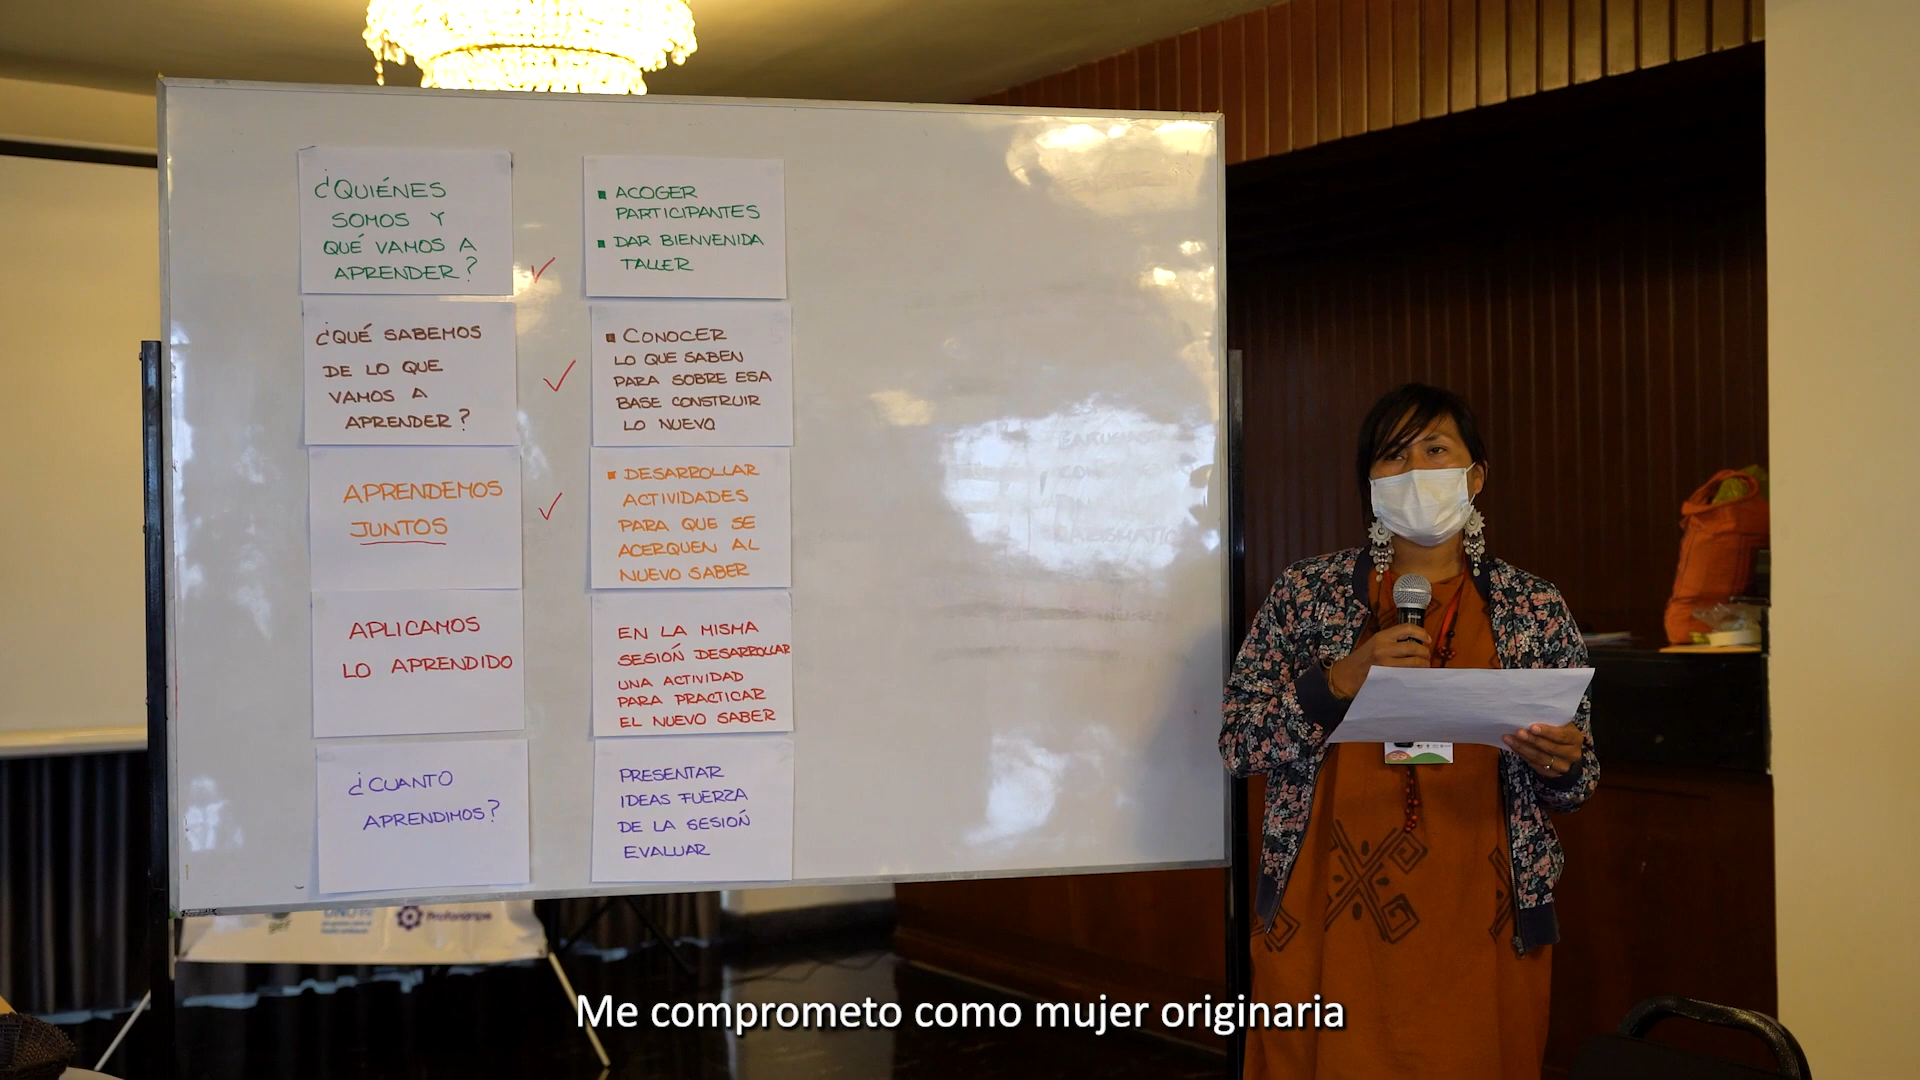 ¿QUIÉNES
SOMOS Y
QUÉ VAMOS A
APRENDER?
▪ ACOGER
PARTICIPANTES
▪ DAR BIENVENIDA
TALLER
¿QUÉ SABEMOS
DE LO QUE
VAMOS A
APRENDER?
▪ CONOCER
LO QUE SABEN
PARA SOBRE ESA
BASE CONSTRUIR
LO NUEVO
APRENDEMOS
JUNTOS
▪ DESARROLLAR
ACTIVIDADES
PARA QUE SE
ACERQUEN AL
NUEVO SABER
APLICAMOS
LO APRENDIDO
EN LA MISMA
SESIÓN DESARROLLAR
UNA ACTIVIDAD
PARA PRACTICAR
EL NUEVO SABER
¿CUANTO
APRENDIMOS?
PRESENTAR
IDEAS FUERZA
DE LA SESIÓN
EVALUAR
gef
Profonanpe
Me comprometo como mujer originaria